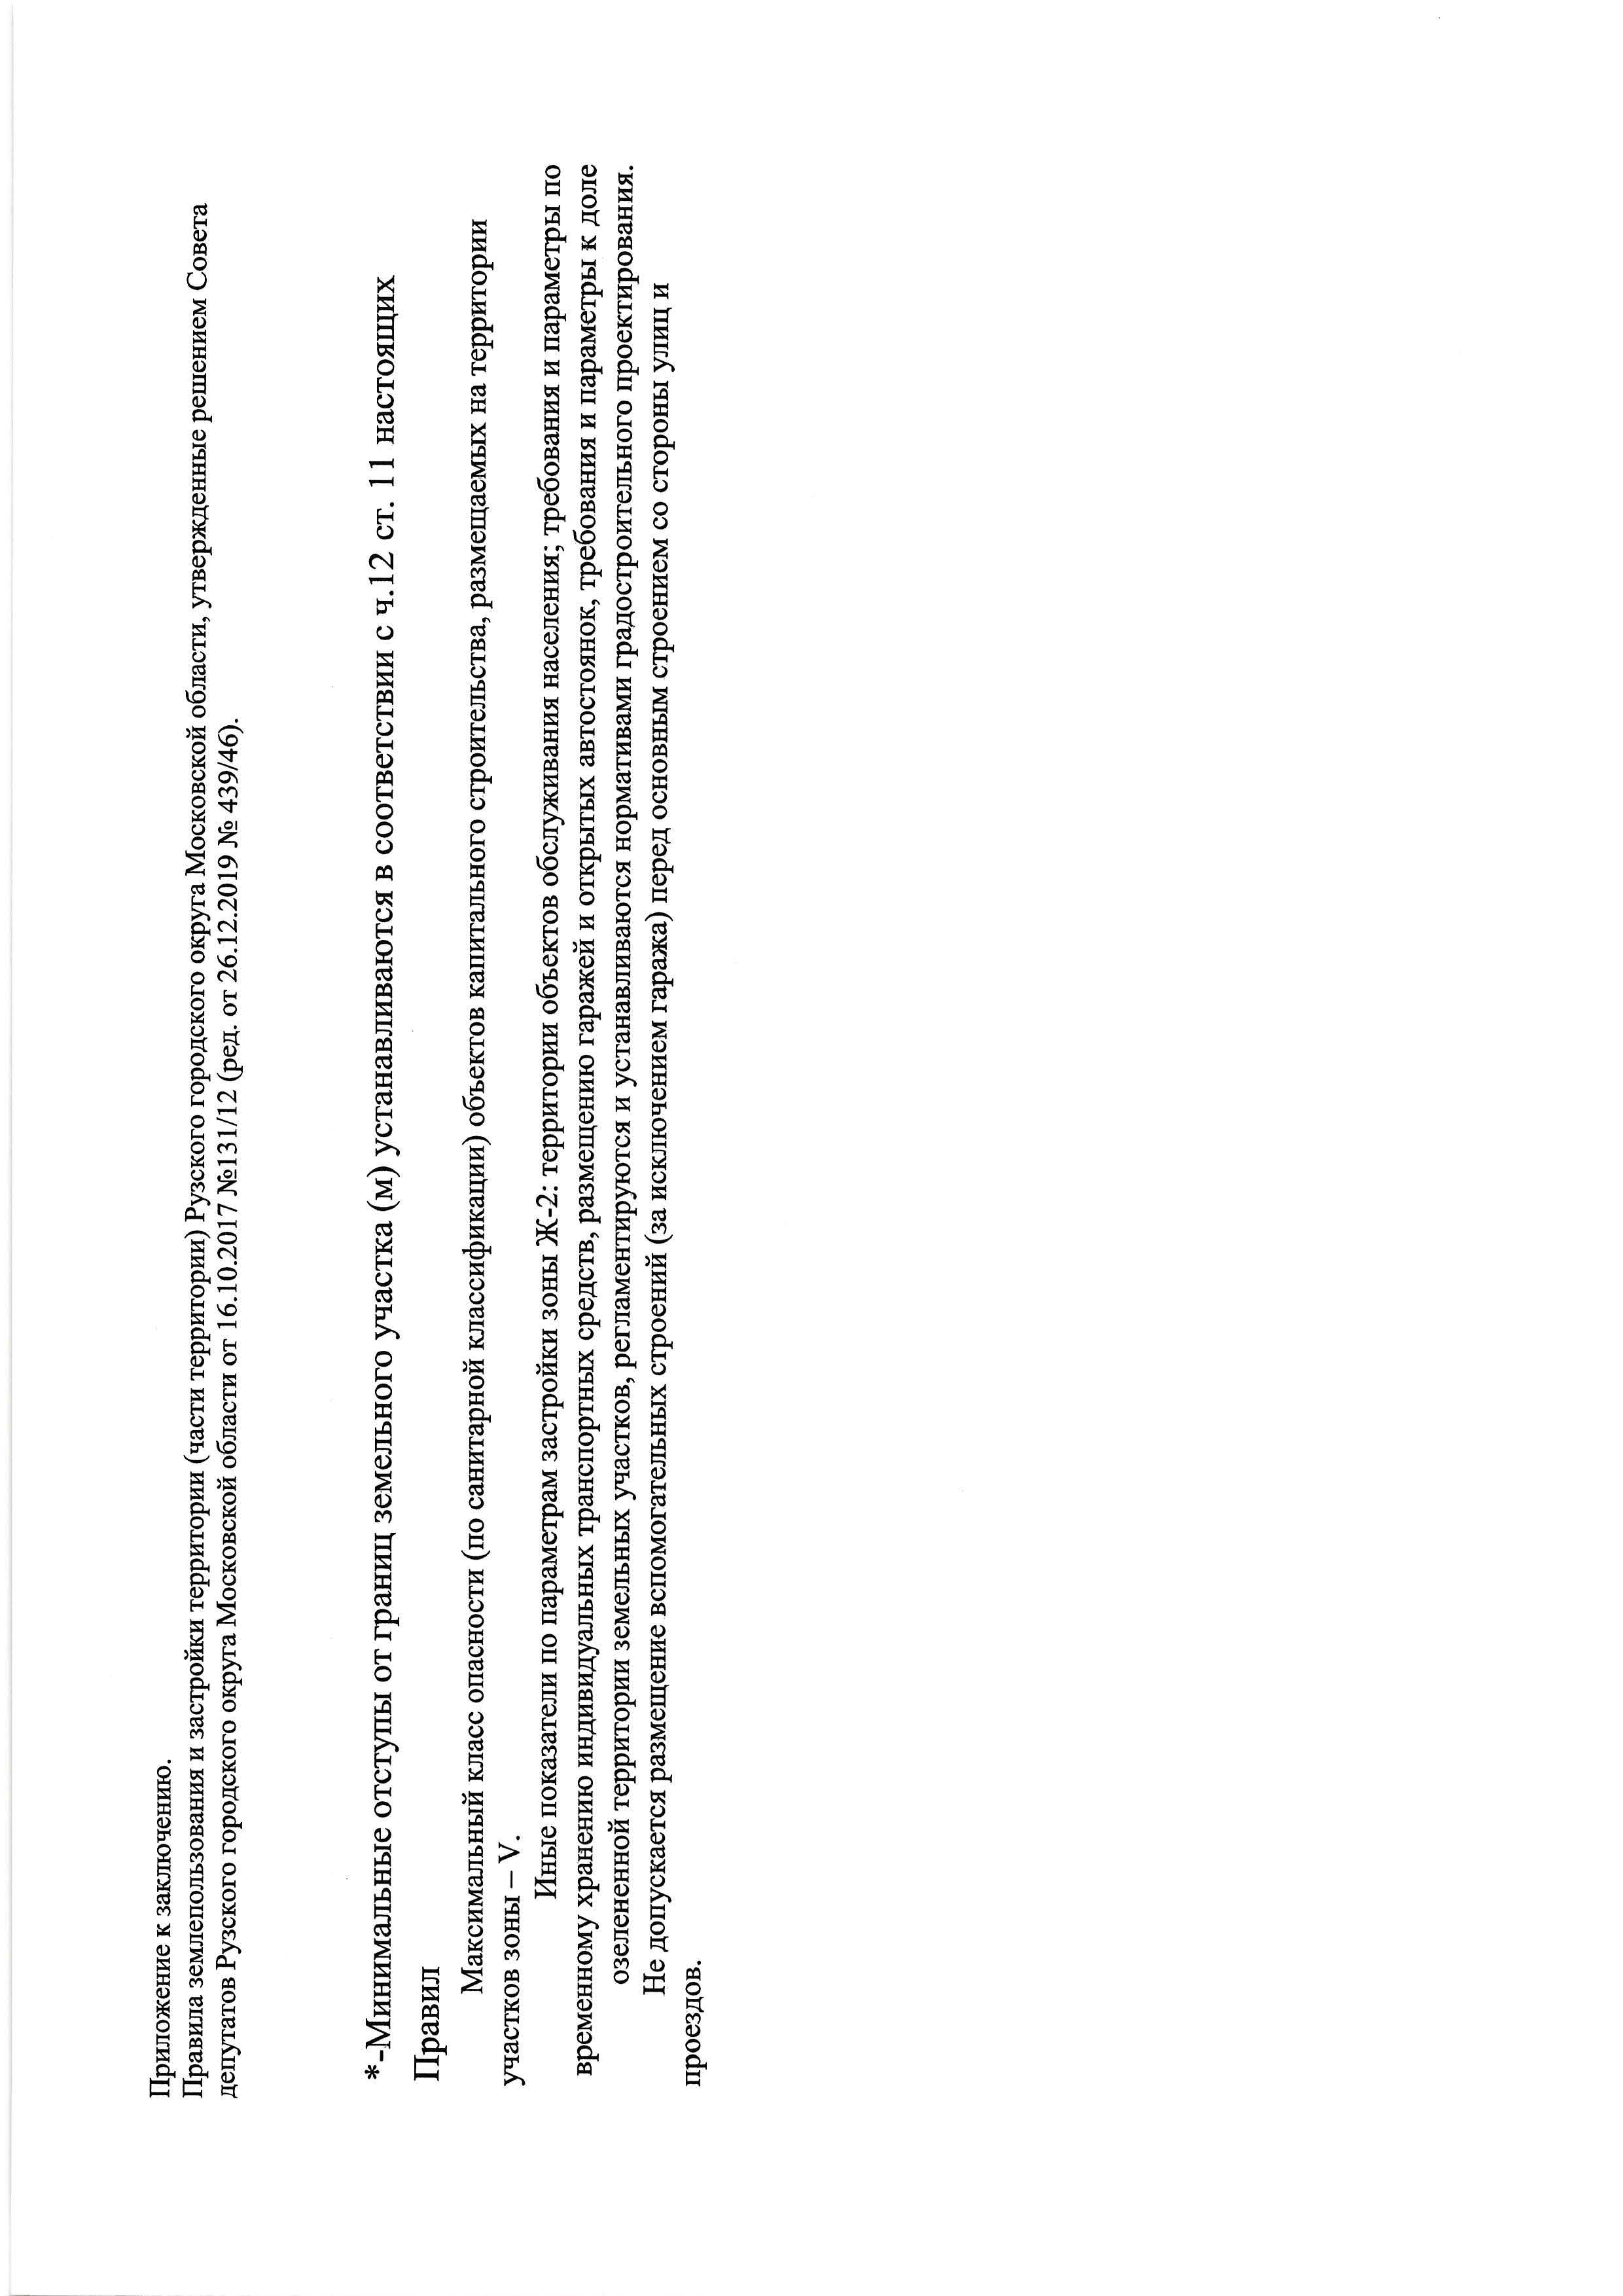 Приложение к заключению.
Правила землепользования и застройки территории (части территории) Рузского городского округа Московской области, утвержденные решением Совета
депутатов Рузского городского округа Московской области от 16.10.2017 №131/12 (ред. от 26.12.2019 № 439/46).
*-Минимальные отступы от границ земельного участка (м) устанавливаются в соответствии с ч.12 ст. 11 настоящих
Правил
Максимальный класс опасности (по санитарной классификации) объектов капитального строительства, размещаемых на территории
участков зоны – V.
Иные показатели по параметрам застройки зоны Ж-2: территории объектов обслуживания населения; требования и параметры по
временному хранению индивидуальных транспортных средств, размещению гаражей и открытых автостоянок, требования и параметры к доле
озелененной территории земельных участков, регламентируются и устанавливаются нормативами градостроительного проектирования.
Не допускается размещение вспомогательных строений (за исключением гаража) перед основным строением со стороны улиц и
проездов.